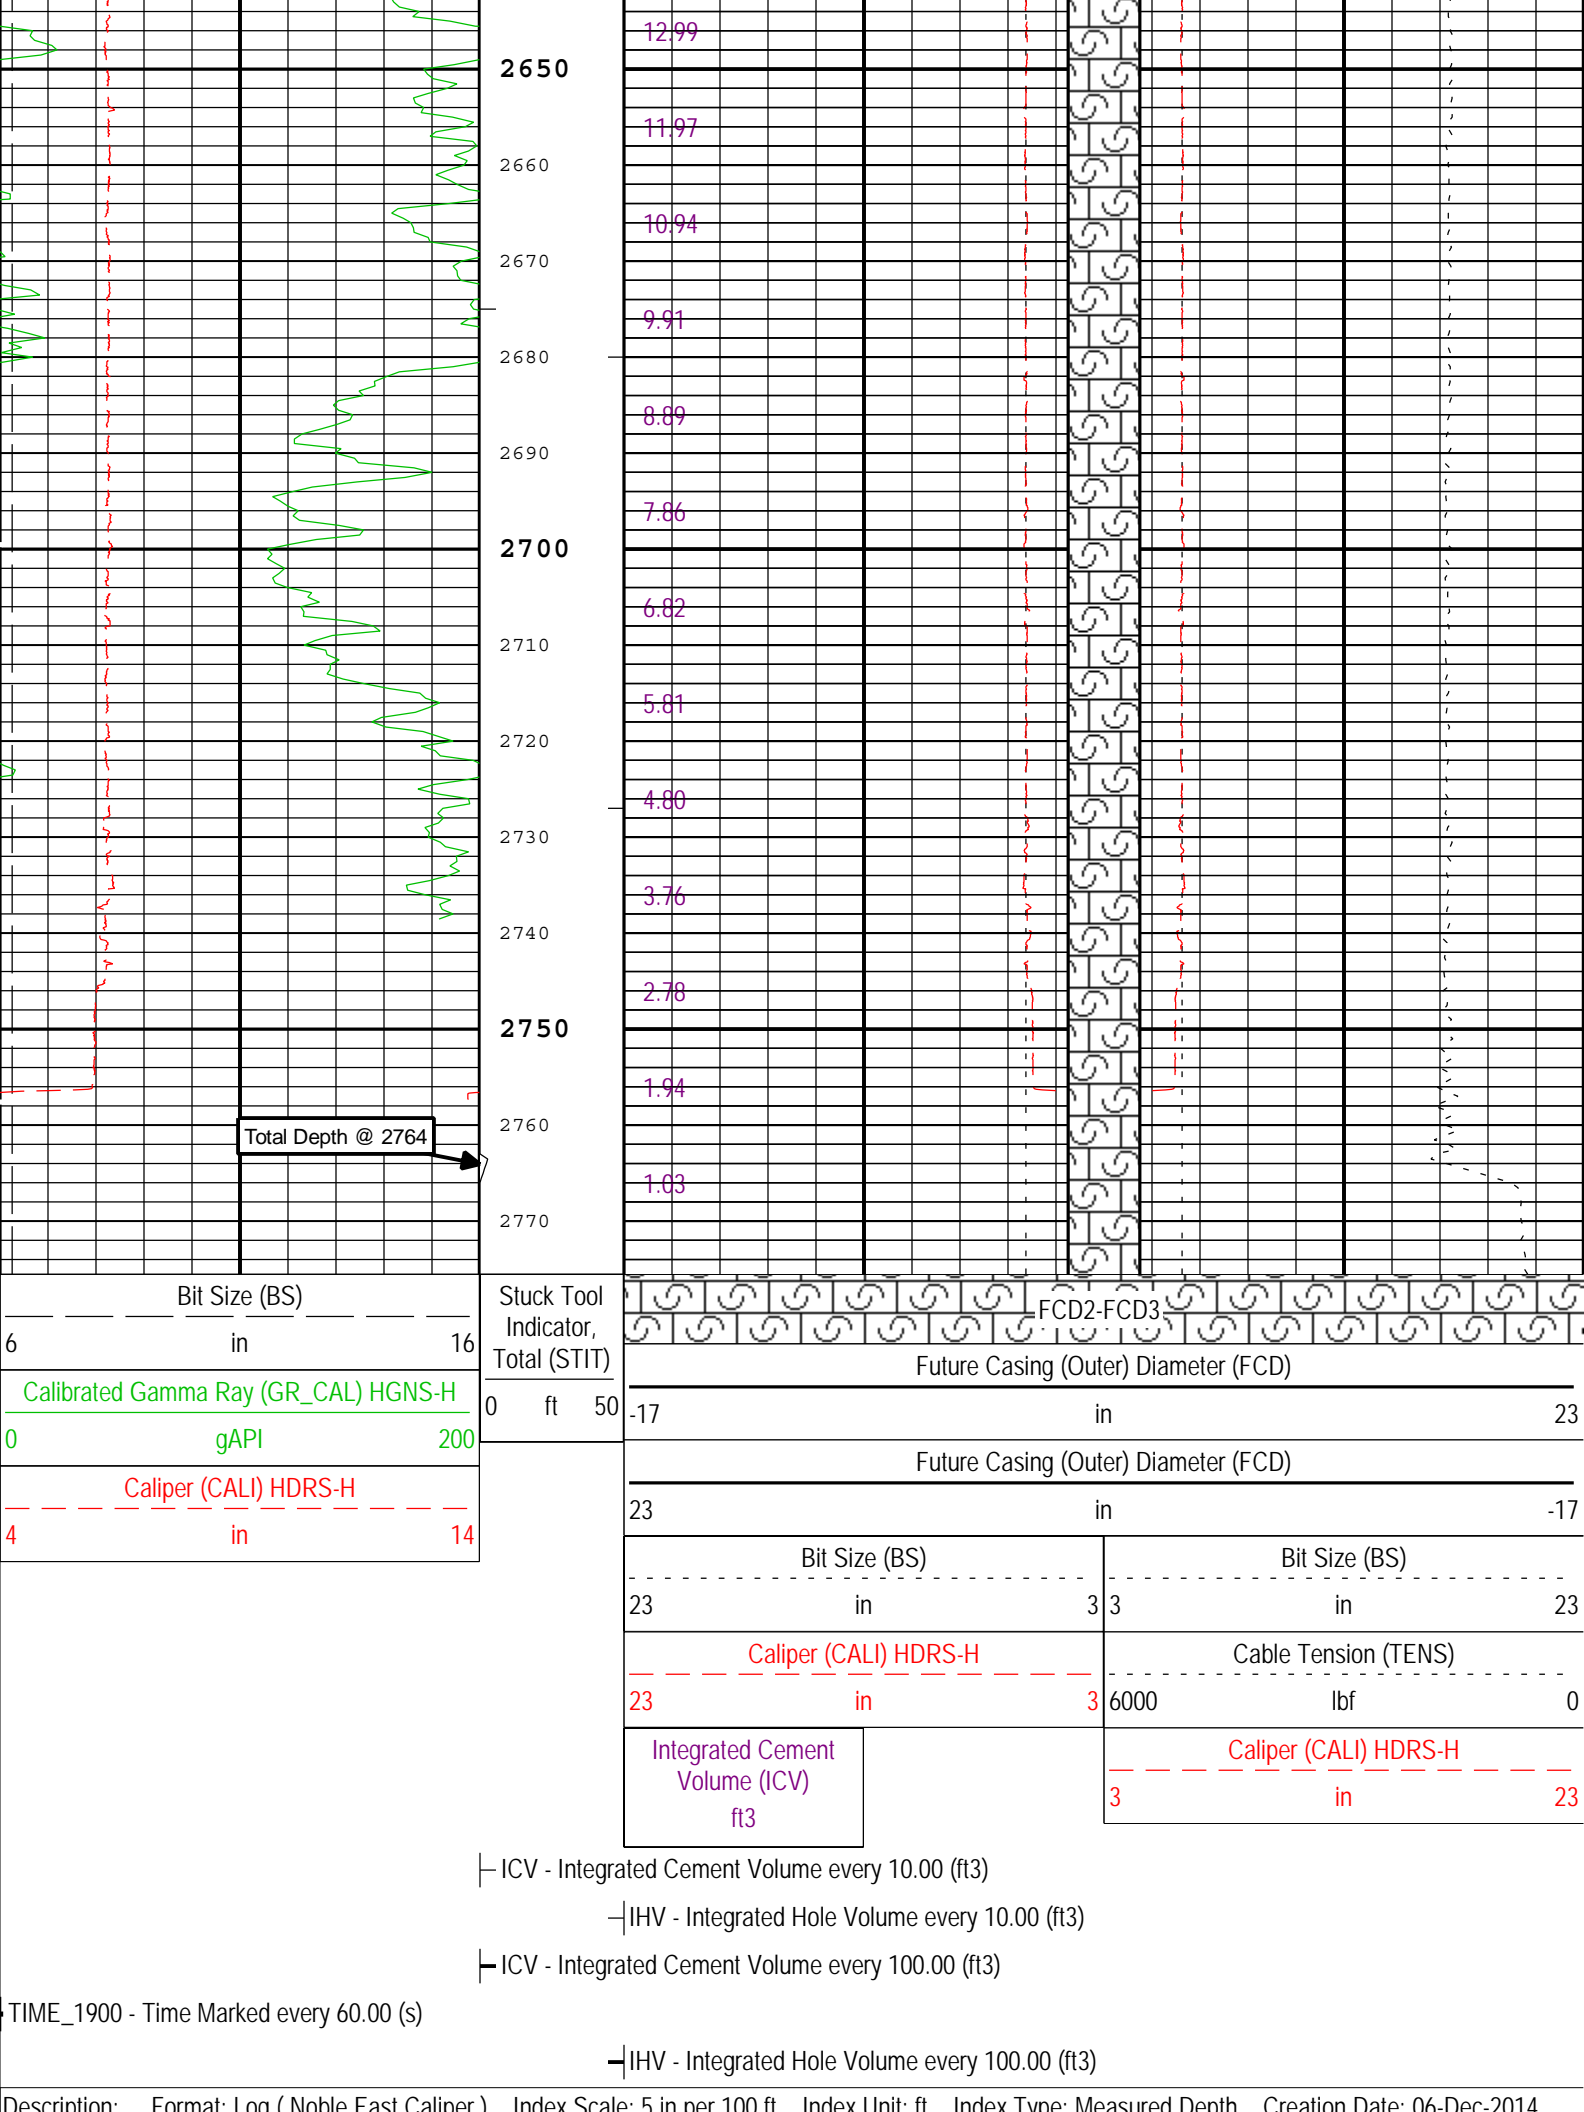 12.99
2650
11.97
2660
10.94
2670
9.91
2680
8.89
2690
7.86
2700
6.82
2710
5.81
2720
4.80
2730
3.76
2740
2.78
2750
1.94
2760
Total Depth @ 2764
1.03
2770
Bit Size (BS)
6 in 16
Calibrated Gamma Ray (GR_CAL) HGNS-H
0 gAPI 200
Caliper (CALI) HDRS-H
4 in 14
Stuck Tool
Indicator,
Total (STIT)
0 ft 50
FCD2-FCD3
Future Casing (Outer) Diameter (FCD)
-17 in 23
Future Casing (Outer) Diameter (FCD)
23 in -17
Bit Size (BS)
23 in 3
Bit Size (BS)
3 in 23
Caliper (CALI) HDRS-H
23 in 3
Cable Tension (TENS)
6000 lbf 0
Integrated Cement
Volume (ICV)
ft3
Caliper (CALI) HDRS-H
3 in 23
ICV - Integrated Cement Volume every 10.00 (ft3)
IHV - Integrated Hole Volume every 10.00 (ft3)
ICV - Integrated Cement Volume every 100.00 (ft3)
TIME_1900 - Time Marked every 60.00 (s)
IHV - Integrated Hole Volume every 100.00 (ft3)
Description: Format: Log ( Noble East Caliper ) Index Scale: 5 in per 100 ft Index Unit: ft Index Type: Measured Depth Creation Date: 06-Dec-2014